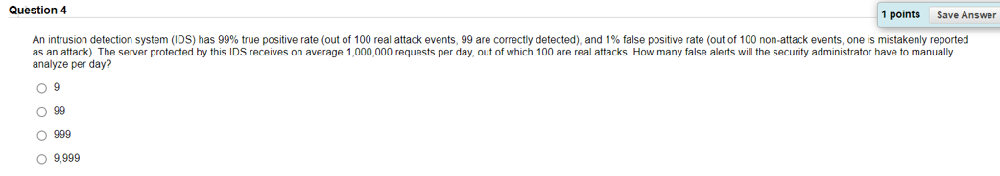 Question 4
1 points Save Answer
An intrusion detection system (IDS) has 99% true positive rate (out of 100 real attack events, 99 are correctly detected), and 1% false positive rate (out of 100 non-attack events, one is mistakenly reported
as an attack). The server protected by this IDS receives on average 1,000,000 requests per day, out of which 100 are real attacks. How many false alerts will the security administrator have to manually
analyze per day?
9
99
999
9,999